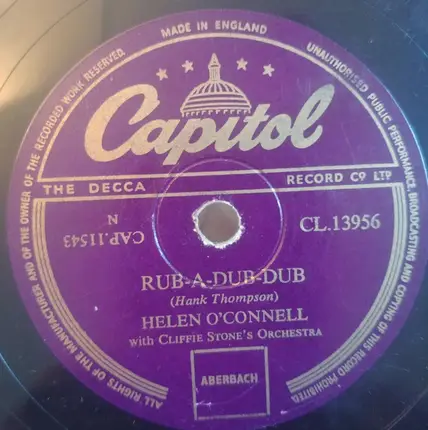 MADE IN ENGLAND
ALL RIGHTS OF THE MANUFACTURER AND OF THE OWNER OF THE RECORDED WORK RESERVED.
UNAUTHORISED PUBLIC PERFORMANCE, BROADCASTING AND COPYING OF THIS RECORD PROHIBITED.
Capitol
THE DECCA RECORD Cº LTD
CAP.11543
N
CL.13956
RUB-A-DUB-DUB
(Hank Thompson)
HELEN O'CONNELL
with CLIFFIE STONE'S ORCHESTRA
ABERBACH